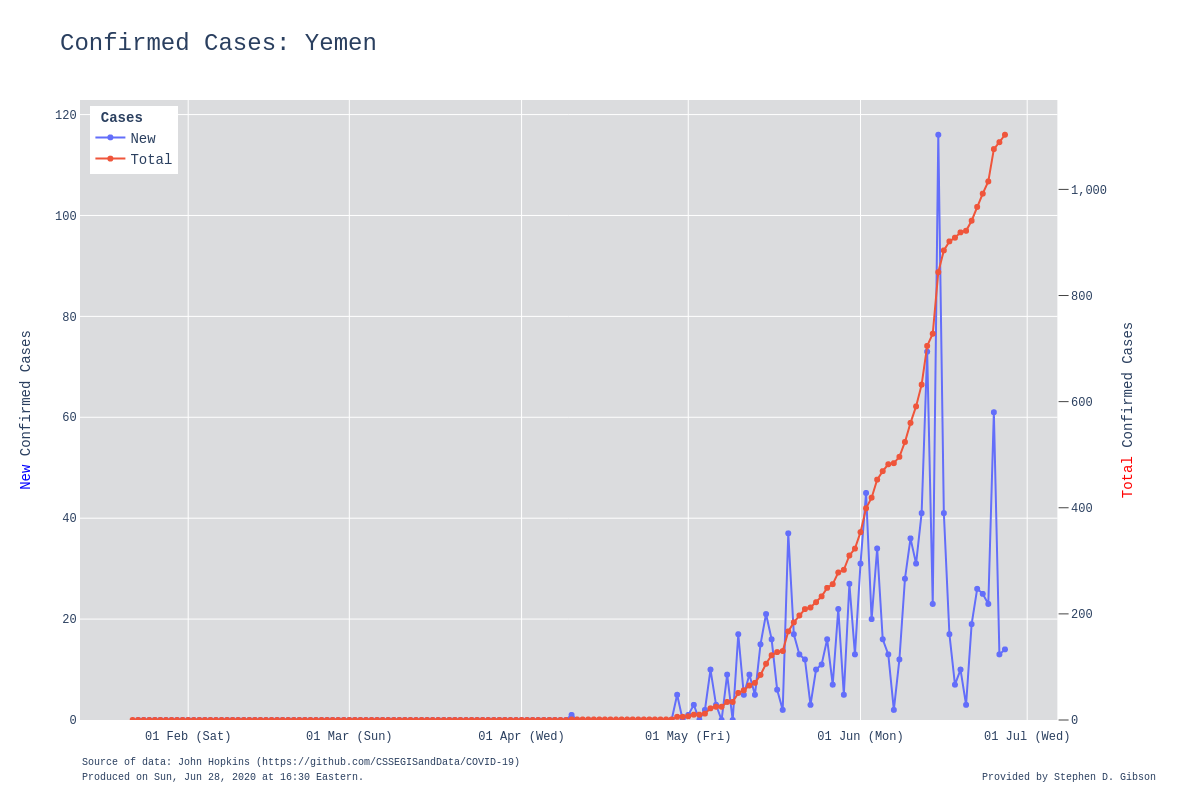 Confirmed Cases: Yemen
Cases
New
Total
120
100
80
60
40
20
0
New Confirmed Cases
1,000
800
600
400
200
0
Total Confirmed Cases
01 Feb (Sat) 01 Mar (Sun) 01 Apr (Wed) 01 May (Fri) 01 Jun (Mon) 01 Jul (Wed)
Source of data: John Hopkins (https://github.com/CSSEGISandData/COVID-19)
Produced on Sun, Jun 28, 2020 at 16:30 Eastern.
Provided by Stephen D. Gibson